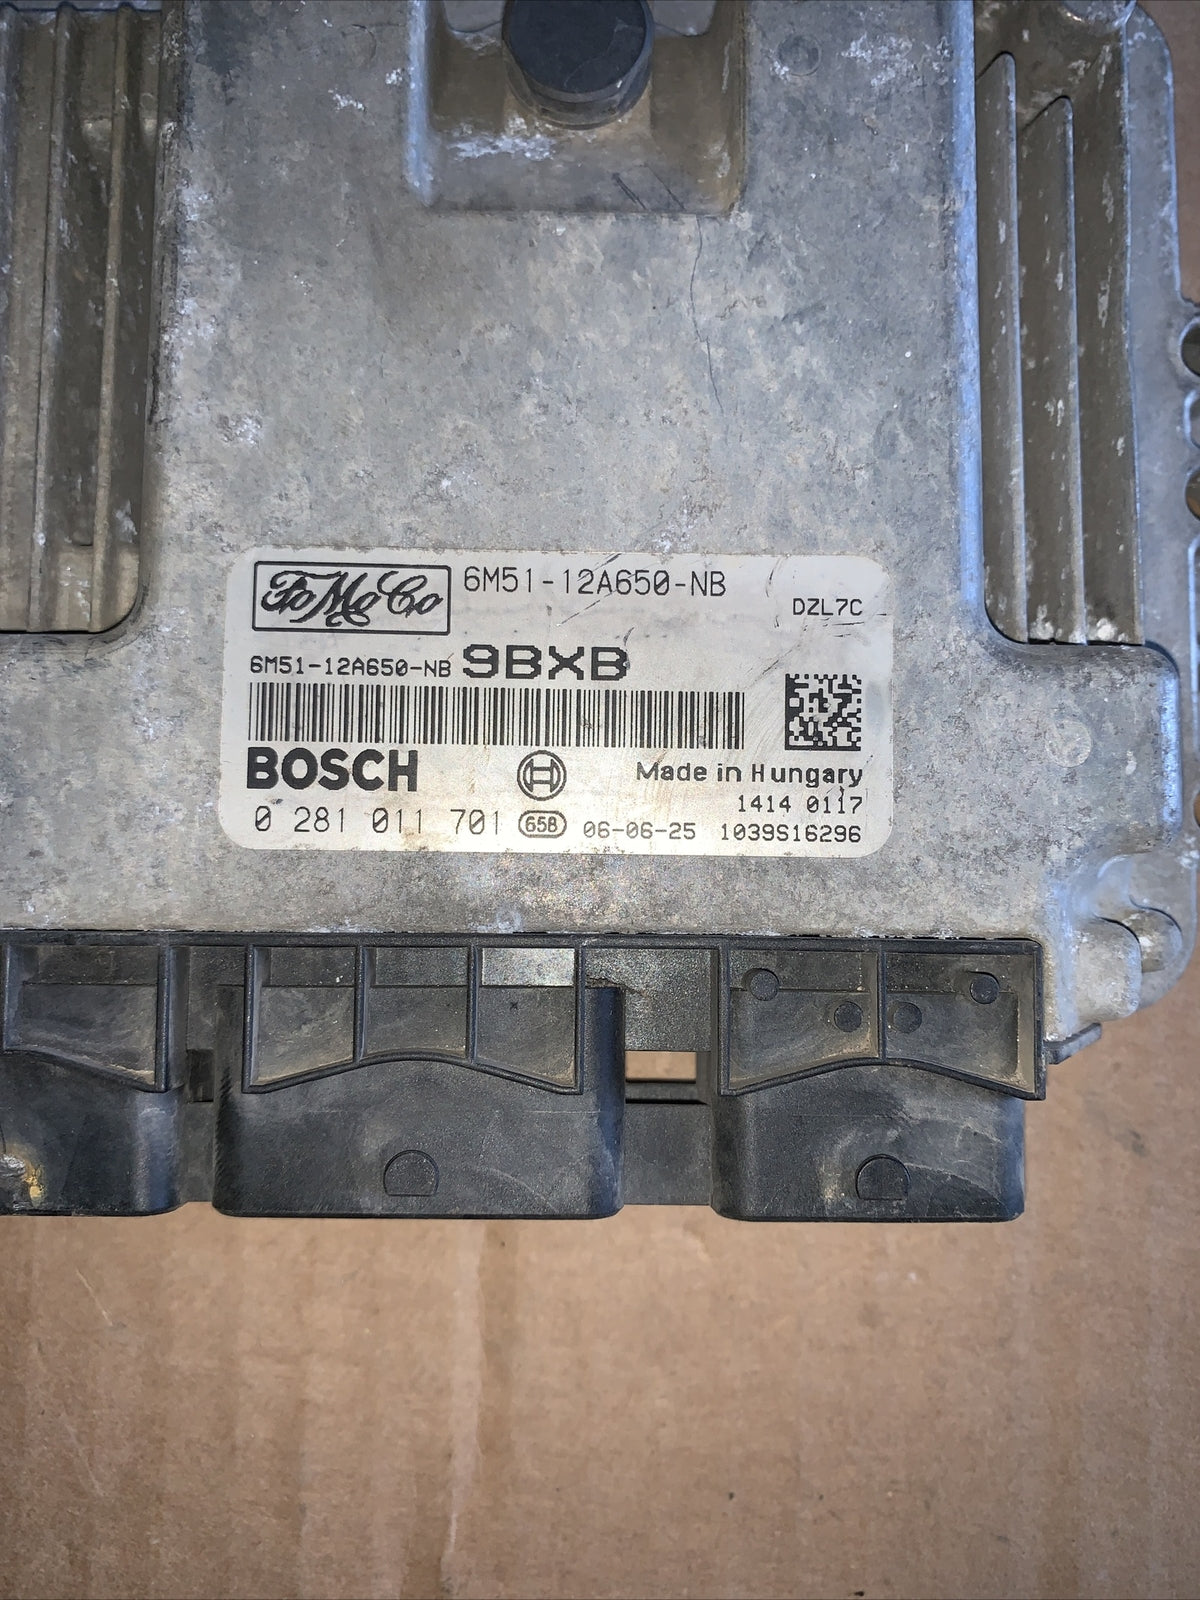 FoMoCo 6M51-12A650-NB
DZL7C
6M51-12A650-NB 9BXB
BOSCH
Made in Hungary
1414 0117
0 281 011 701 658 06-06-25 1039S16296